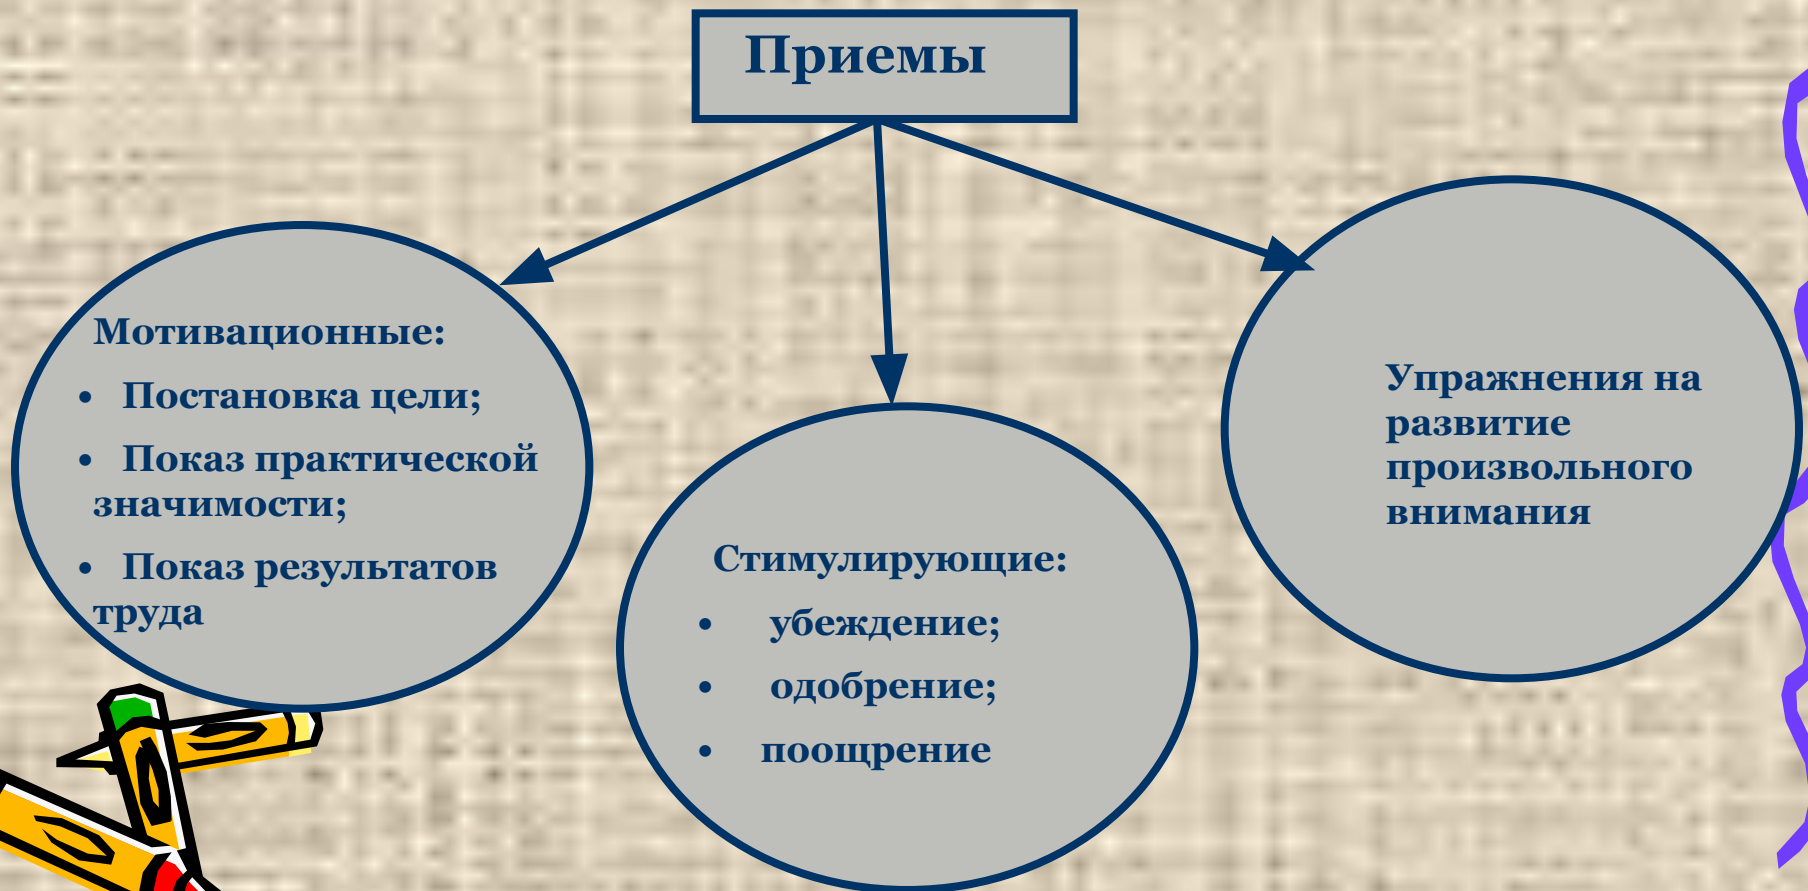 Приемы
Мотивационные:
• Постановка цели;
• Показ практической
значимости;
• Показ результатов
труда
Стимулирующие:
• убеждение;
• одобрение;
• поощрение
Упражнения на
развитие
произвольного
внимания